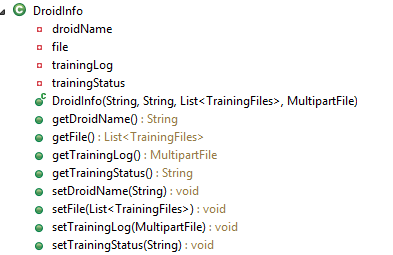 DroidInfo
droidName
file
trainingLog
trainingStatus
DroidInfo(String, String, List<TrainingFiles>, MultipartFile)
getDroidName() : String
getFile() : List<TrainingFiles>
getTrainingLog() : MultipartFile
getTrainingStatus() : String
setDroidName(String) : void
setFile(List<TrainingFiles>) : void
setTrainingLog(MultipartFile) : void
setTrainingStatus(String) : void